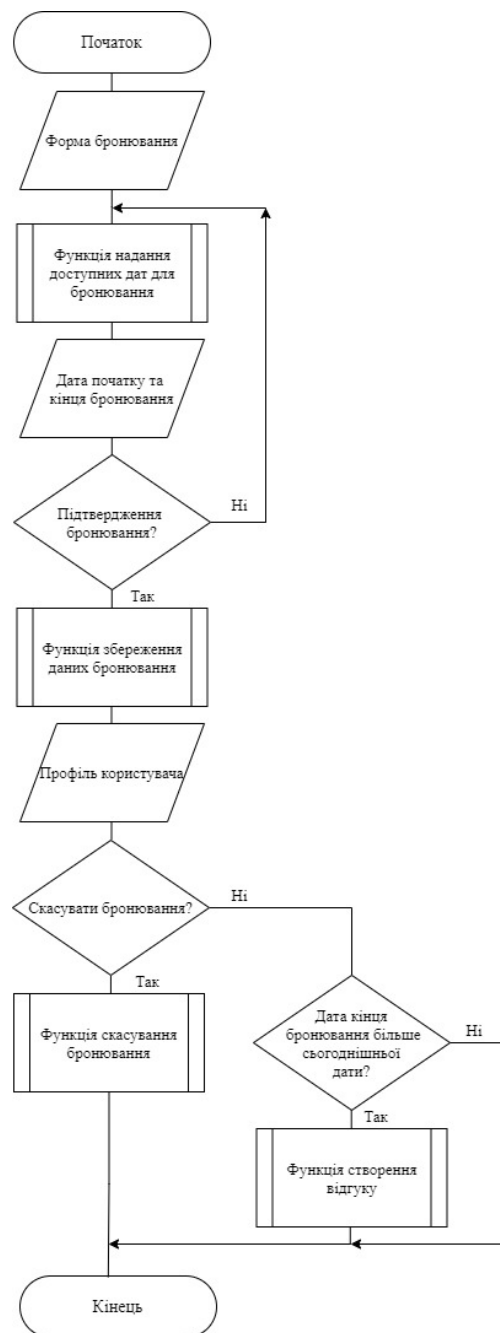 Початок
Форма бронювання
Функція надання
доступних дат для
бронювання
Дата початку та
кінця бронювання
Підтвердження
бронювання?
Ні
Так
Функція збереження
даних бронювання
Профіль користувача
Скасувати бронювання?
Ні
Так
Функція скасування
бронювання
Дата кінця
бронювання більше
сьогоднішньої
дати?
Ні
Так
Функція створення
відгуку
Кінець